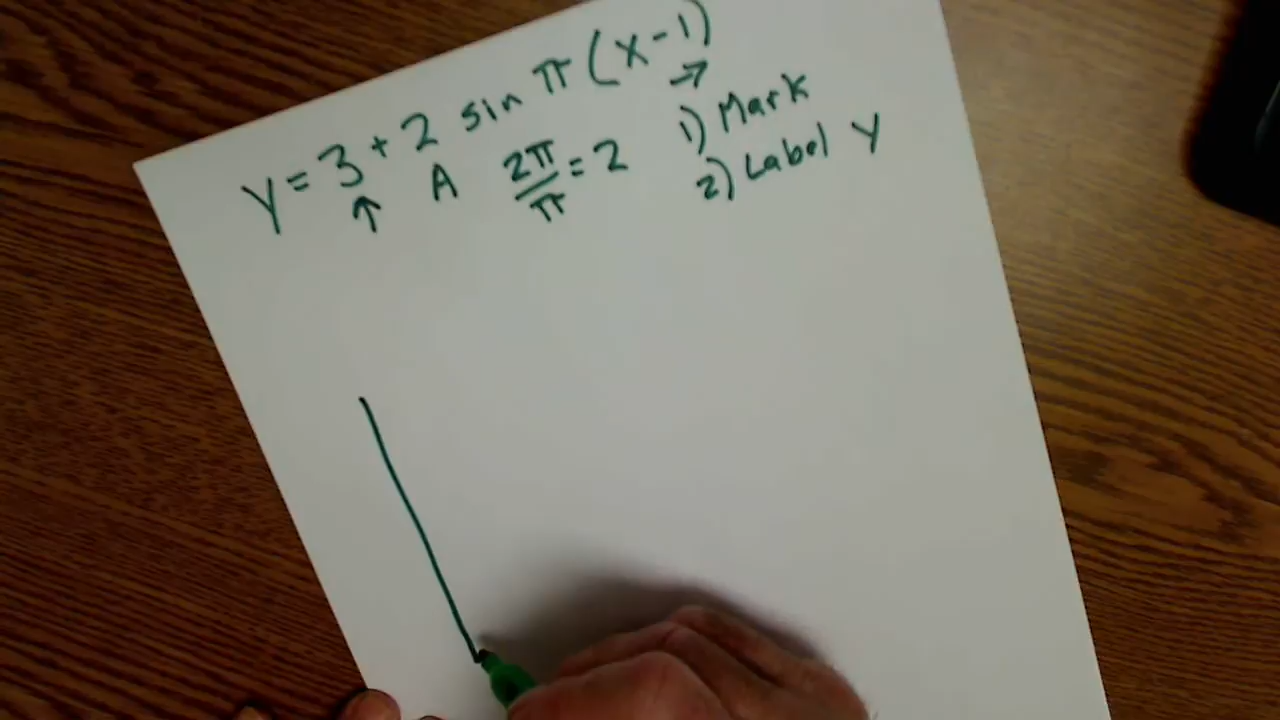 y = 3 + 2 sin π (x - 1)
↑ A 2π/π = 2 →
1) Mark
2) Label y